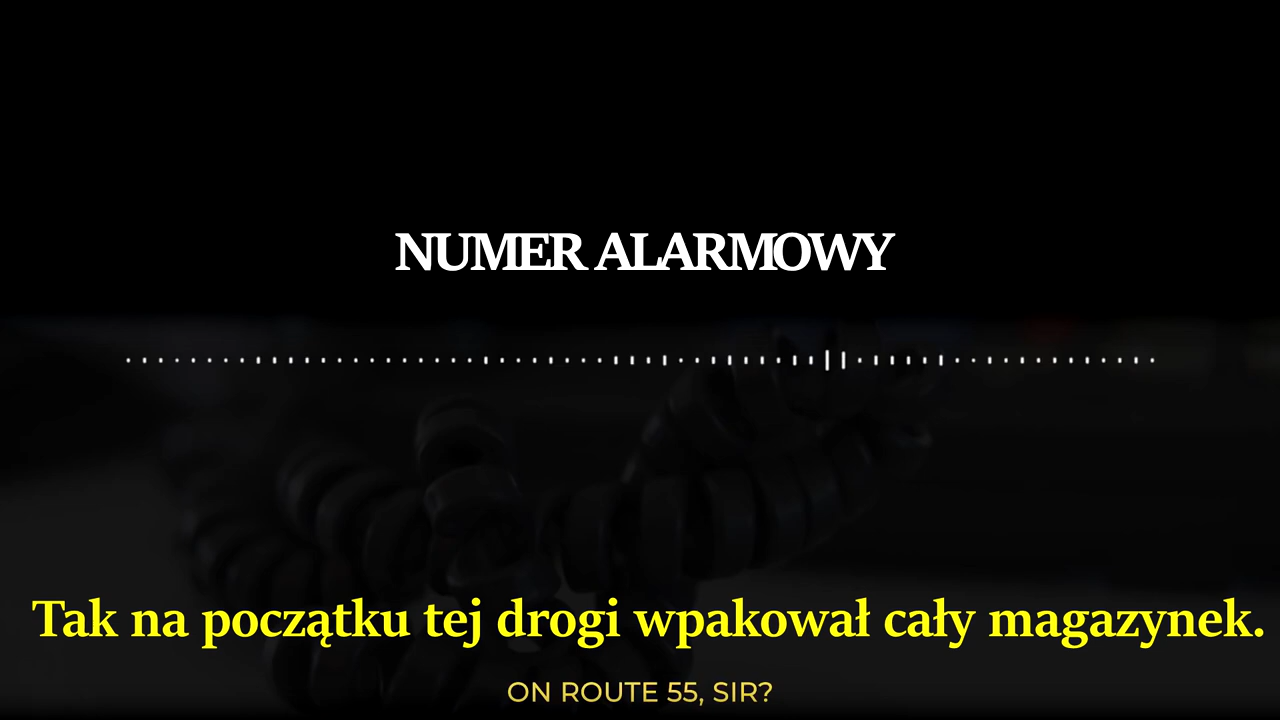 NUMER ALARMOWY
Tak na początku tej drogi wpakował cały magazynek.
ON ROUTE 55, SIR?